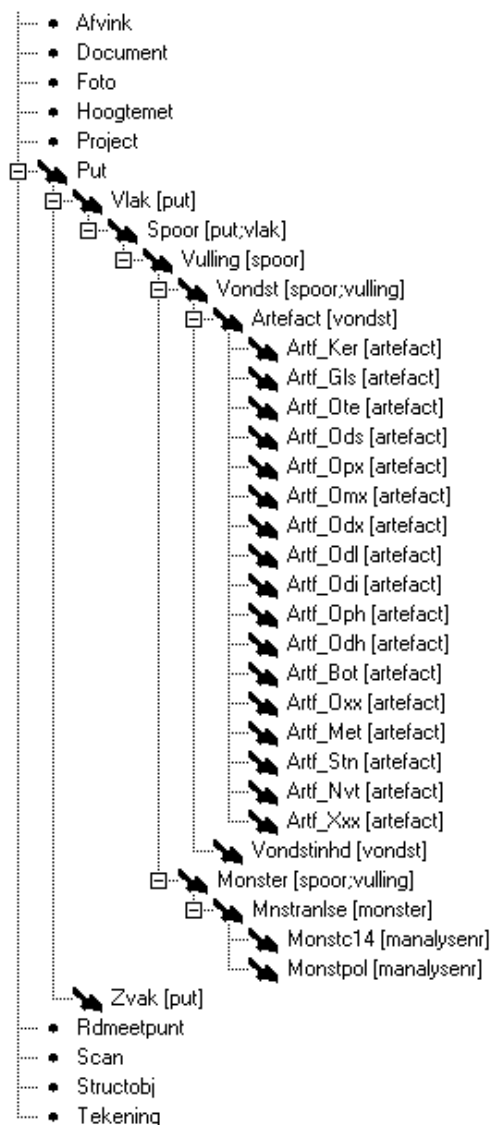 Afvink
Document
Foto
Hoogtemet
Project
Put
Vlak [put]
Spoor [put;vlak]
Vulling [spoor]
Vondst [spoor;vulling]
Artefact [vondst]
Artf_Ker [artefact]
Artf_Gls [artefact]
Artf_Ote [artefact]
Artf_Ods [artefact]
Artf_Opx [artefact]
Artf_Omx [artefact]
Artf_Odx [artefact]
Artf_Odl [artefact]
Artf_Odi [artefact]
Artf_Oph [artefact]
Artf_Odh [artefact]
Artf_Bot [artefact]
Artf_Oxx [artefact]
Artf_Met [artefact]
Artf_Stn [artefact]
Artf_Nvt [artefact]
Artf_Xxx [artefact]
Vondstinhd [vondst]
Monster [spoor;vulling]
Mnstranlse [monster]
Monstc14 [manalysenr]
Monstpol [manalysenr]
Zvak [put]
Rdmeetpunt
Scan
Structobj
Tekening